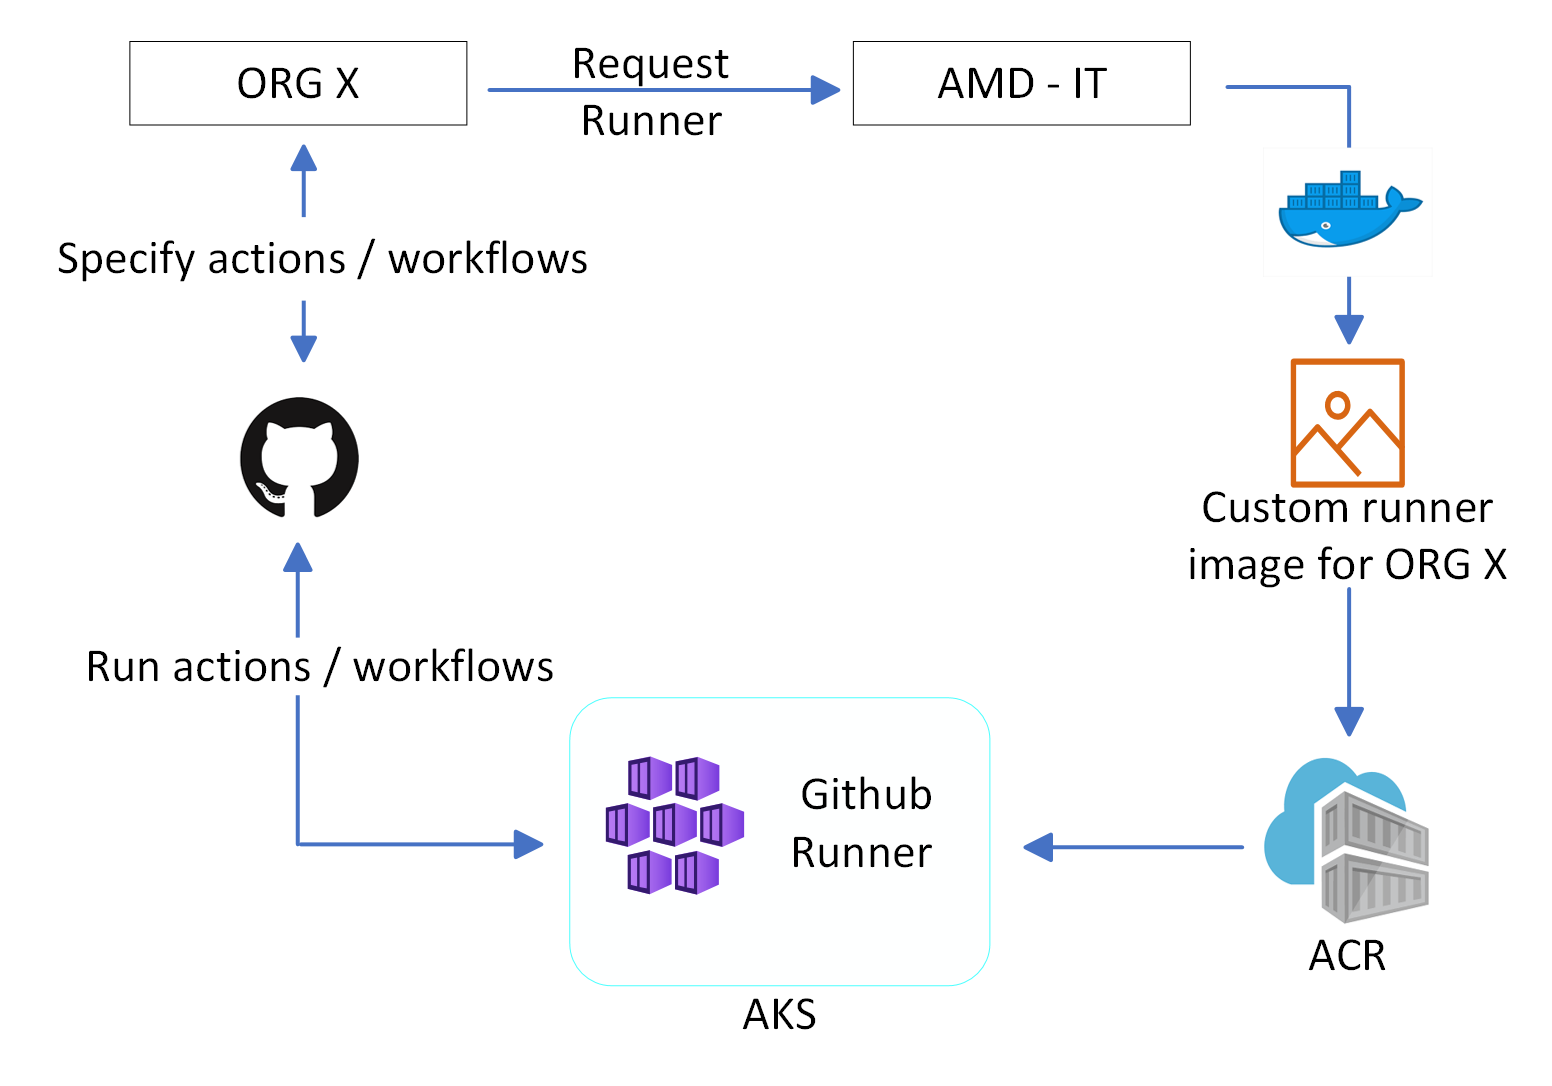 ORG X
Request
Runner
AMD - IT
Specify actions / workflows
Custom runner
image for ORG X
Run actions / workflows
Github
Runner
ACR
AKS